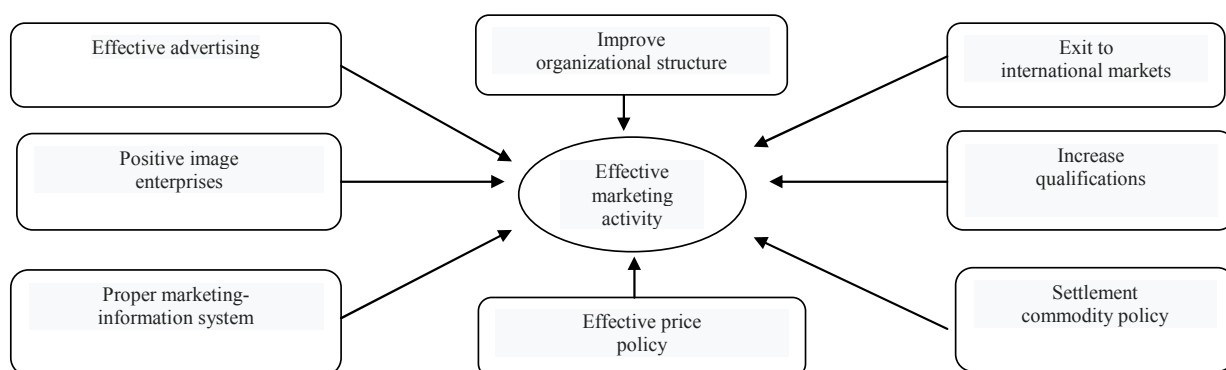 Effective advertising
Improve
organizational structure
Exit to
international markets
Positive image
enterprises
Effective
marketing
activity
Increase
qualifications
Proper marketing-
information system
Effective price
policy
Settlement
commodity policy